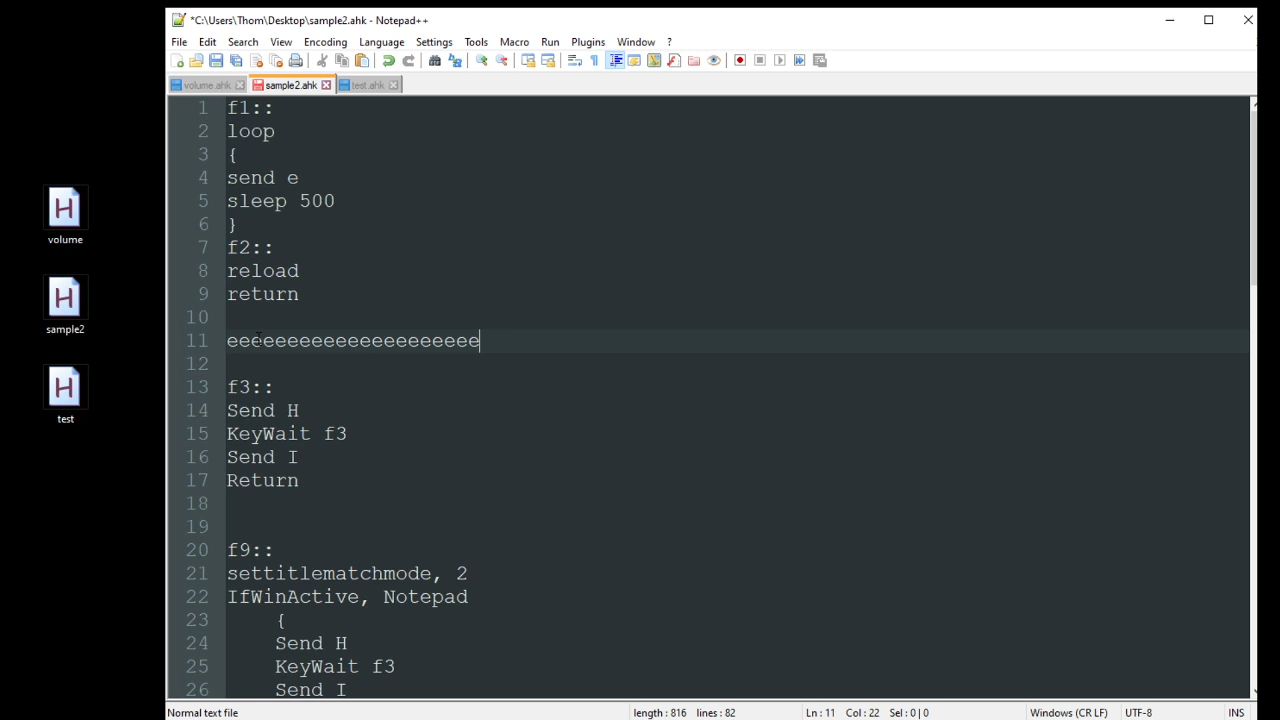 *C:\Users\Thom\Desktop\sample2.ahk - Notepad++
File Edit Search View Encoding Language Settings Tools Macro Run Plugins Window ?
volume.ahk sample2.ahk test.ahk
1 f1::
2 loop
3 {
4 send e
5 sleep 500
6 }
7 f2::
8 reload
9 return
10
11 eeeeeeeeeeeeeeeeeeeee
12
13 f3::
14 Send H
15 KeyWait f3
16 Send I
17 Return
18
19
20 f9::
21 settitlematchmode, 2
22 IfWinActive, Notepad
23 {
24 Send H
25 KeyWait f3
26 Send I
volume
sample2
test
Normal text file length : 816 lines : 82 Ln : 11 Col : 22 Sel : 0 | 0 Windows (CR LF) UTF-8 INS